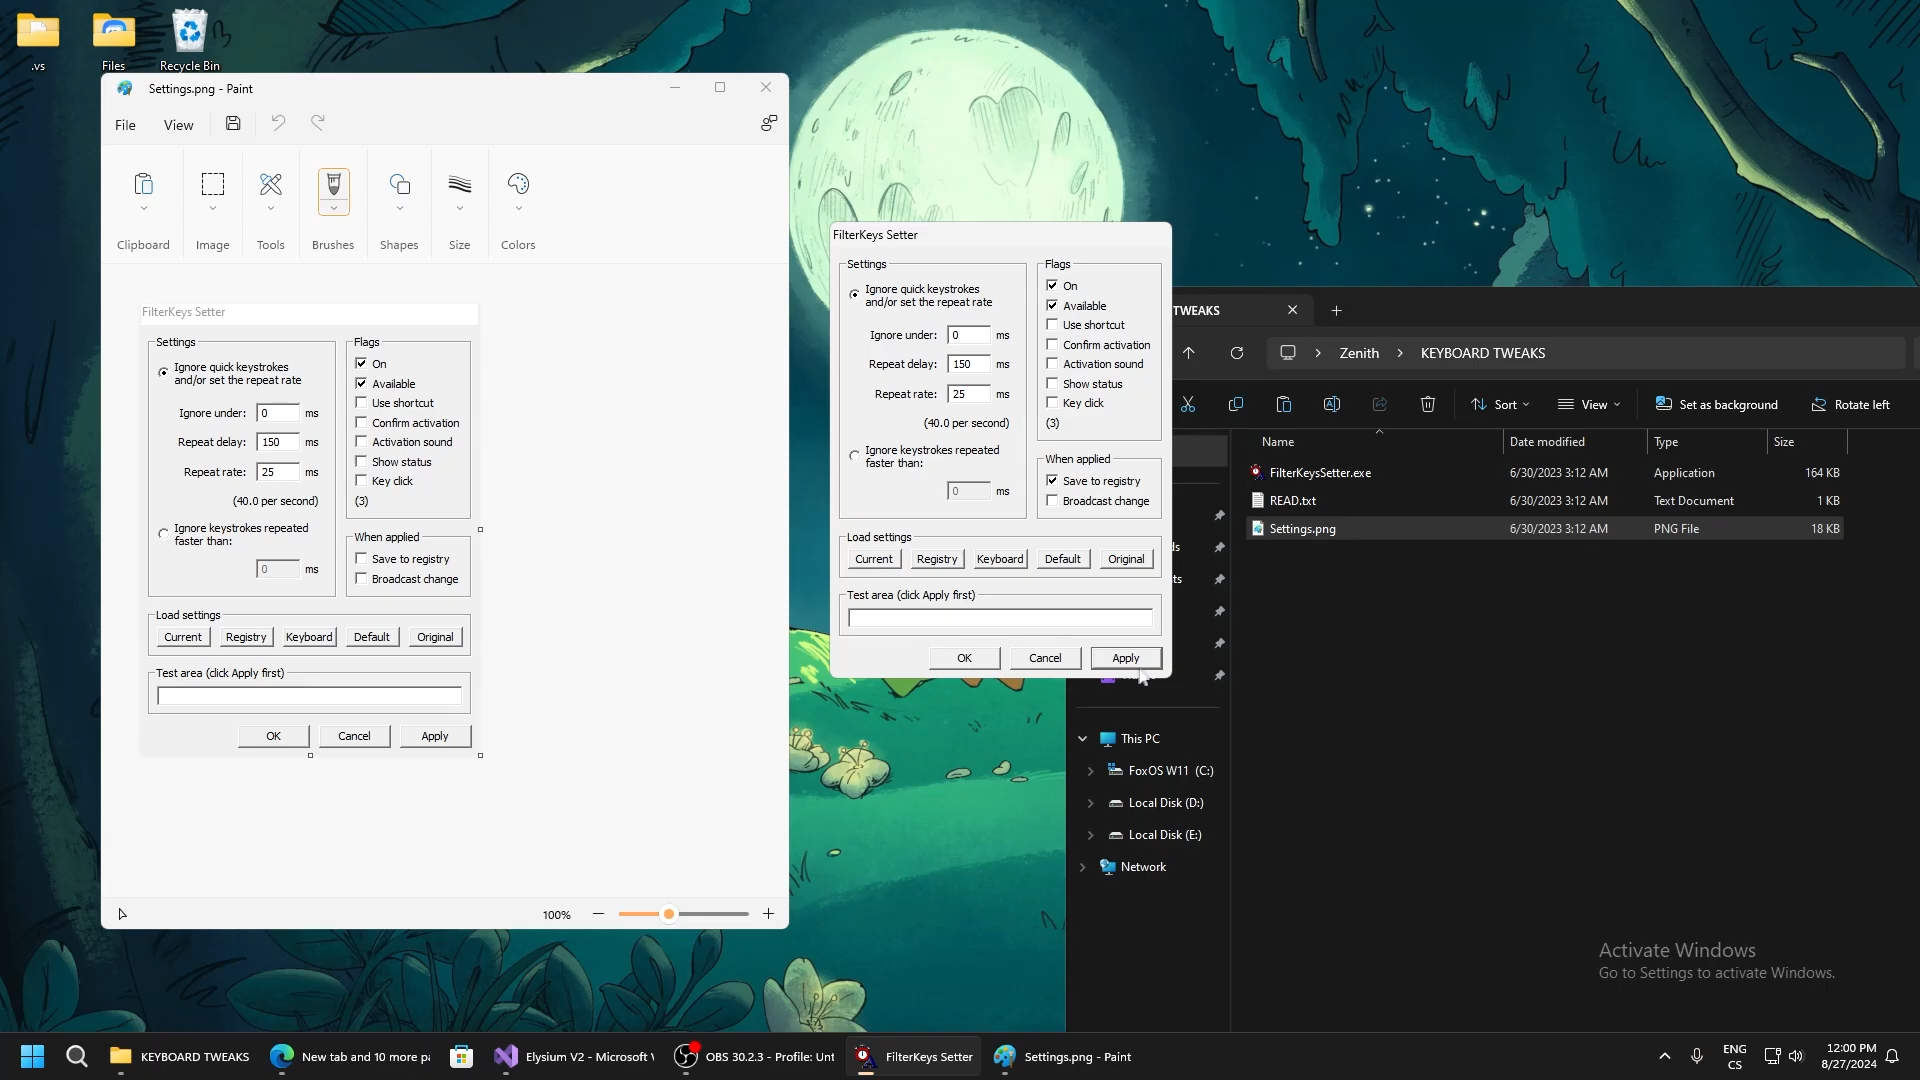 .vs
Files
Recycle Bin
Settings.png - Paint
File
View
Clipboard
Image
Tools
Brushes
Shapes
Size
Colors
FilterKeys Setter
Settings
Ignore quick keystrokes
and/or set the repeat rate
Ignore under: 0 ms
Repeat delay: 150 ms
Repeat rate: 25 ms
(40.0 per second)
Ignore keystrokes repeated
faster than:
0 ms
Flags
On
Available
Use shortcut
Confirm activation
Activation sound
Show status
Key click
(3)
When applied
Save to registry
Broadcast change
Load settings
Current Registry Keyboard Default Original
Test area (click Apply first)
OK Cancel Apply
100%
FilterKeys Setter
Settings
Ignore quick keystrokes
and/or set the repeat rate
Ignore under: 0 ms
Repeat delay: 150 ms
Repeat rate: 25 ms
(40.0 per second)
Ignore keystrokes repeated
faster than:
0 ms
Flags
On
Available
Use shortcut
Confirm activation
Activation sound
Show status
Key click
(3)
When applied
Save to registry
Broadcast change
Load settings
Current Registry Keyboard Default Original
Test area (click Apply first)
OK Cancel Apply
TWEAKS
Zenith > KEYBOARD TWEAKS
Sort View Set as background Rotate left
Name Date modified Type Size
FilterKeysSetter.exe 6/30/2023 3:12 AM Application 164 KB
READ.txt 6/30/2023 3:12 AM Text Document 1 KB
Settings.png 6/30/2023 3:12 AM PNG File 18 KB
ds
ts
This PC
FoxOS W11 (C:)
Local Disk (D:)
Local Disk (E:)
Network
Activate Windows
Go to Settings to activate Windows.
KEYBOARD TWEAKS
New tab and 10 more pa
Elysium V2 - Microsoft V
OBS 30.2.3 - Profile: Unt
FilterKeys Setter
Settings.png - Paint
ENG
CS
12:00 PM
8/27/2024